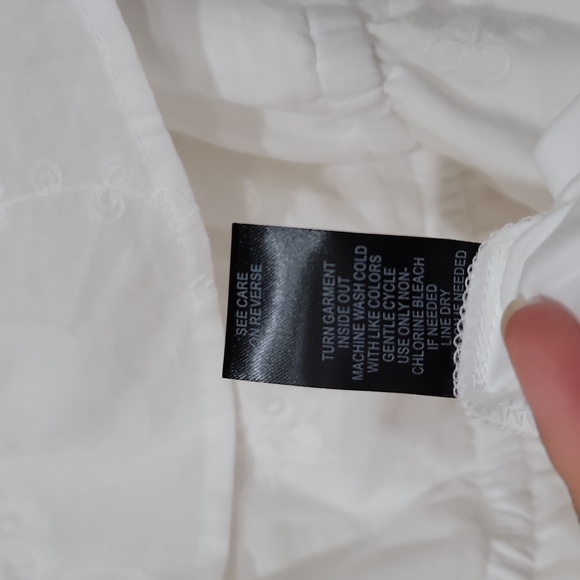 SEE CARE
ON REVERSE
TURN GARMENT
INSIDE OUT
MACHINE WASH COLD
WITH LIKE COLORS
GENTLE CYCLE
USE ONLY NON-
CHLORINE BLEACH
IF NEEDED
LINE DRY
IF NEEDED